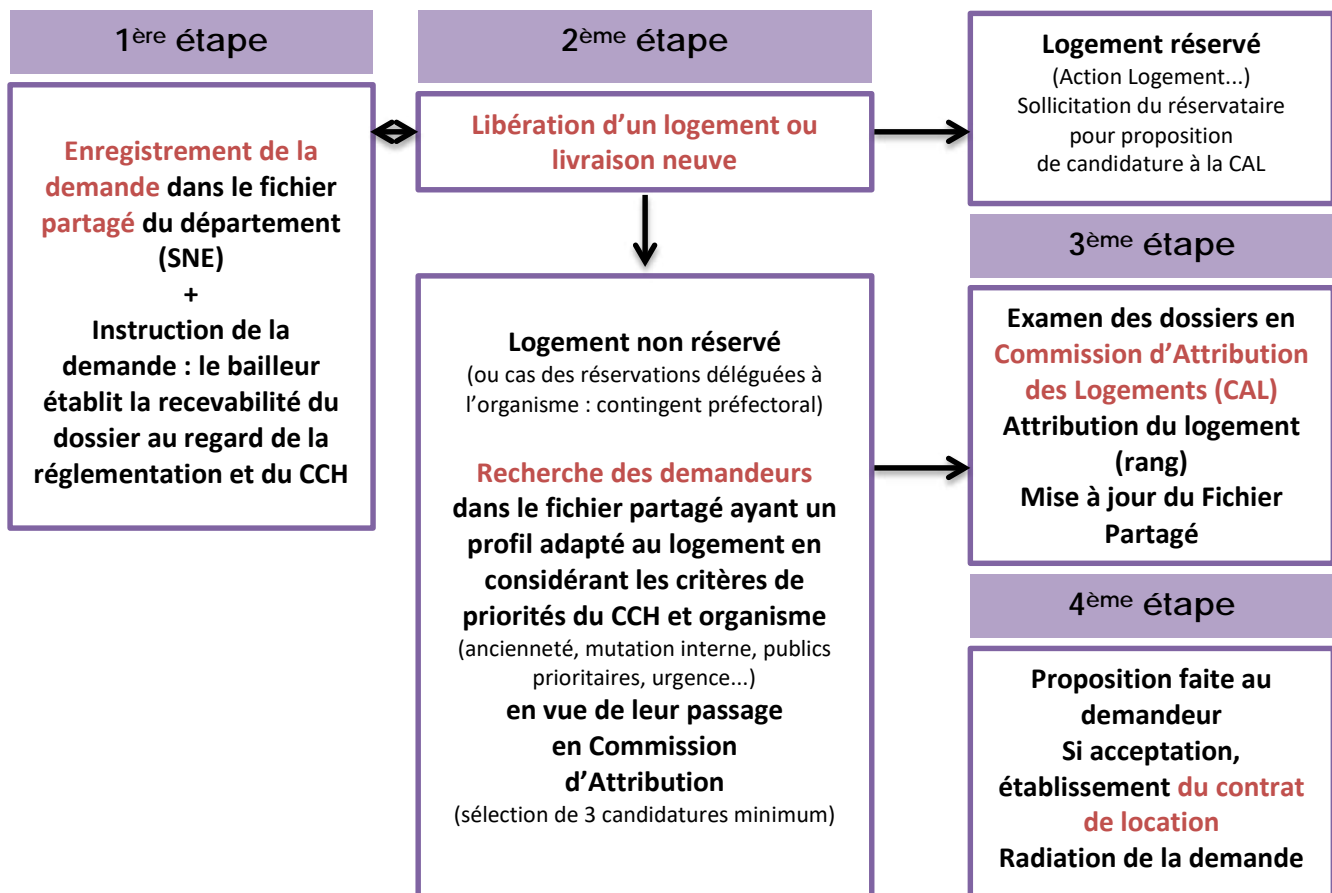 1ère étape
Enregistrement de la
demande dans le fichier
partagé du département
(SNE)
+
Instruction de la
demande : le bailleur
établit la recevabilité du
dossier au regard de la
réglementation et du CCH
2ème étape
Libération d’un logement ou
livraison neuve
Logement non réservé
(ou cas des réservations déléguées à
l’organisme : contingent préfectoral)
Recherche des demandeurs
dans le fichier partagé ayant un
profil adapté au logement en
considérant les critères de
priorités du CCH et organisme
(ancienneté, mutation interne, publics
prioritaires, urgence...)
en vue de leur passage
en Commission
d’Attribution
(sélection de 3 candidatures minimum)
Logement réservé
(Action Logement...)
Sollicitation du réservataire
pour proposition
de candidature à la CAL
3ème étape
Examen des dossiers en
Commission d’Attribution
des Logements (CAL)
Attribution du logement
(rang)
Mise à jour du Fichier
Partagé
4ème étape
Proposition faite au
demandeur
Si acceptation,
établissement du contrat
de location
Radiation de la demande